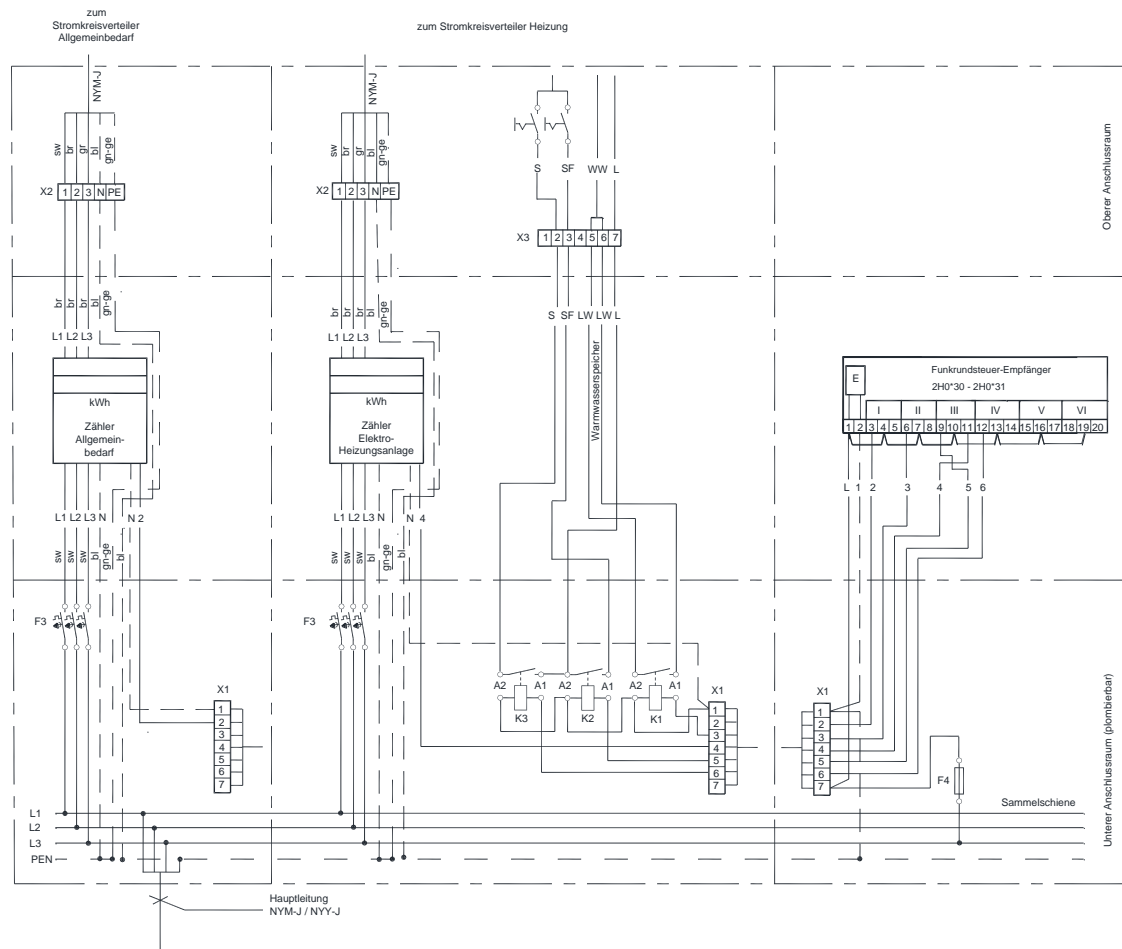 zum
Stromkreisverteiler
Allgemeinbedarf
zum Stromkreisverteiler Heizung
NYM-J
NYM-J
sw br gr bl gn-ge
sw br gr bl gn-ge
S SF WW L
X2 1 2 3 N PE
X2 1 2 3 N PE
X3 1 2 3 4 5 6 7
Oberer Anschlussraum
br br br bl gn-ge
br br br bl gn-ge
S SF LW LW L
Warmwasserspeicher
L1 L2 L3
L1 L2 L3
kWh
Zähler
Allgemein-
bedarf
kWh
Zähler
Elektro-
Heizungsanlage
E
Funkrundsteuer-Empfänger
2H0*30 - 2H0*31
I II III IV V VI
1 2 3 4 5 6 7 8 9 10 11 12 13 14 15 16 17 18 19 20
L 1 2 3 4 5 6
L1 L2 L3 N N 2
L1 L2 L3 N N 4
sw sw sw bl gn-ge bl
sw sw sw bl gn-ge bl
F3
F3
A2 A1 A2 A1 A2 A1
K3 K2 K1
X1
1
2
3
4
5
6
7
X1
1
2
3
4
5
6
7
X1
1
2
3
4
5
6
7
F4
Sammelschiene
Unterer Anschlussraum (plombierbar)
L1
L2
L3
PEN
Hauptleitung
NYM-J / NYY-J